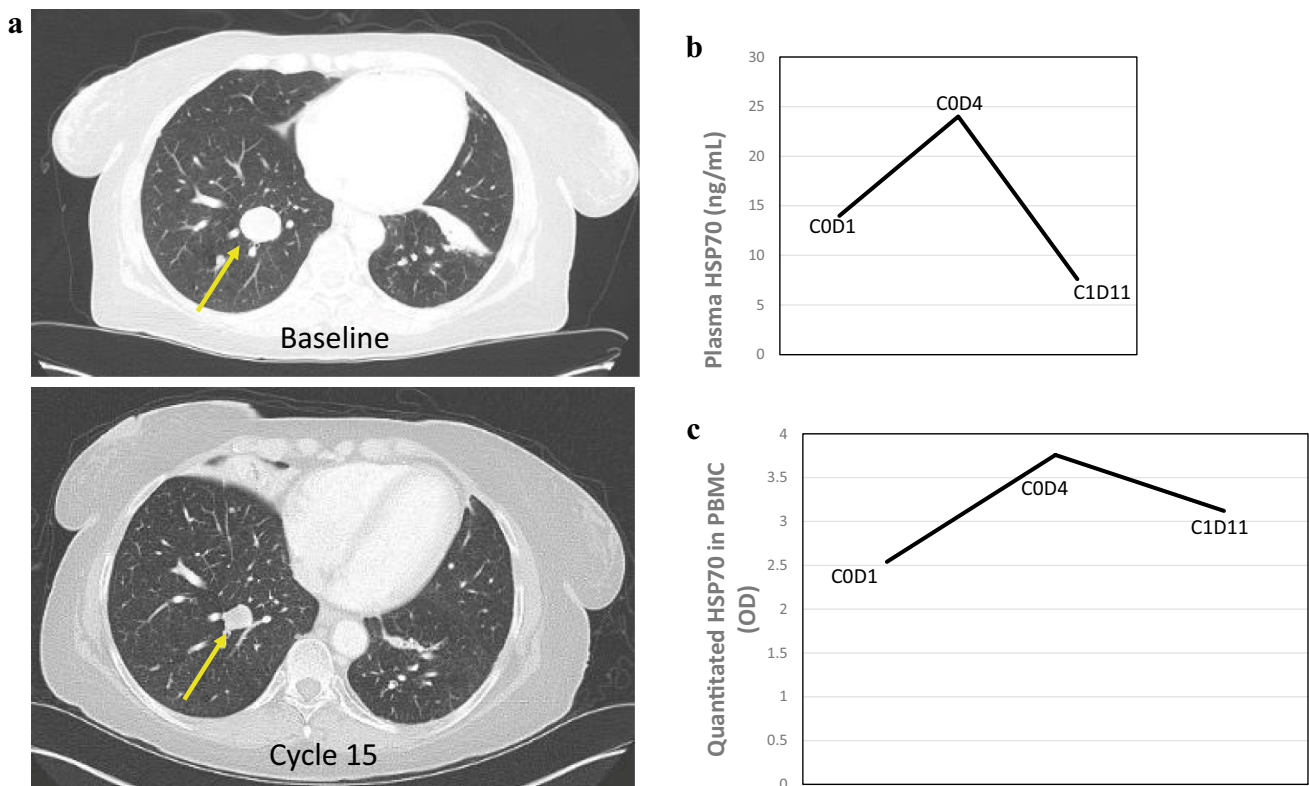 a
Baseline
Cycle 15
b
Plasma HSP70 (ng/mL)
30
25
20
15
10
5
0
C0D1
C0D4
C1D11
c
Quantitated HSP70 in PBMC
(OD)
4
3.5
3
2.5
2
1.5
1
0.5
0
C0D1
C0D4
C1D11